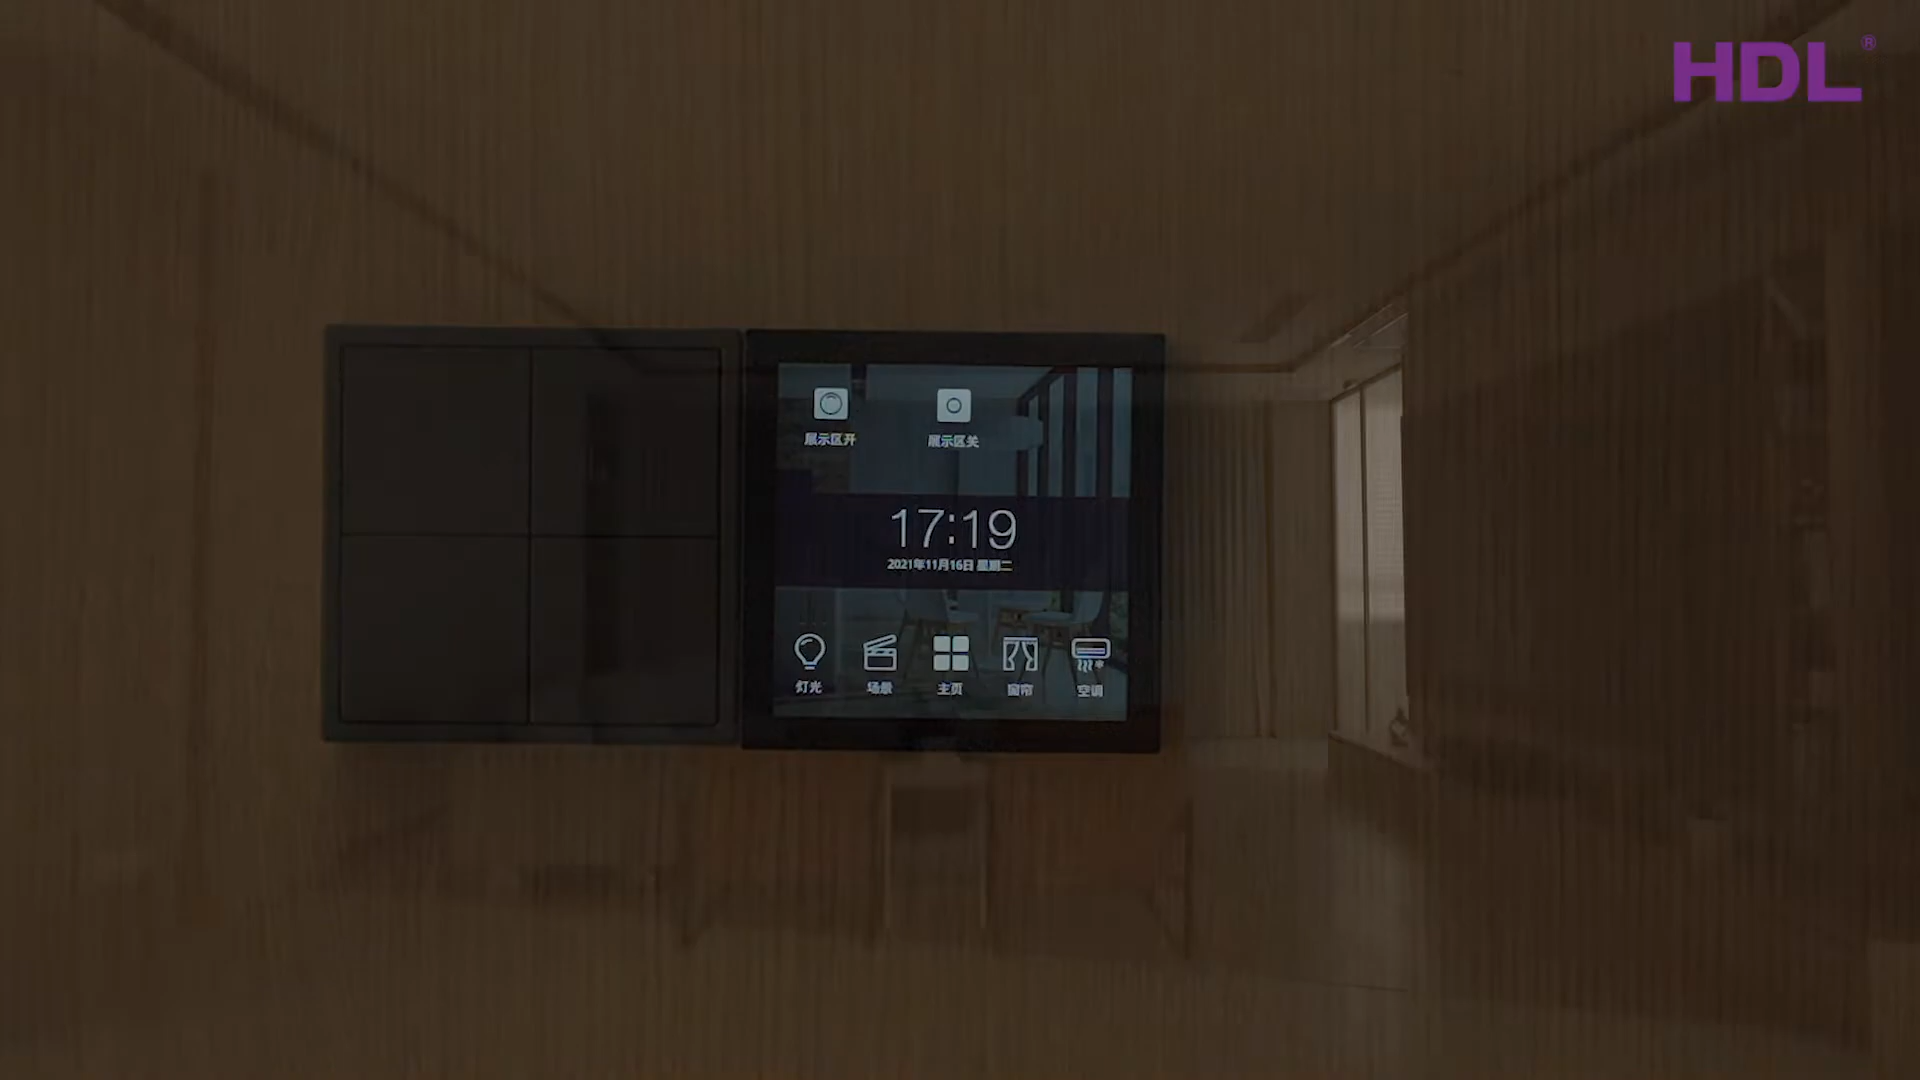 HDL®
展示区开
展示区关
17:19
2021年11月16日 星期二
灯光
场景
主页
窗帘
空调